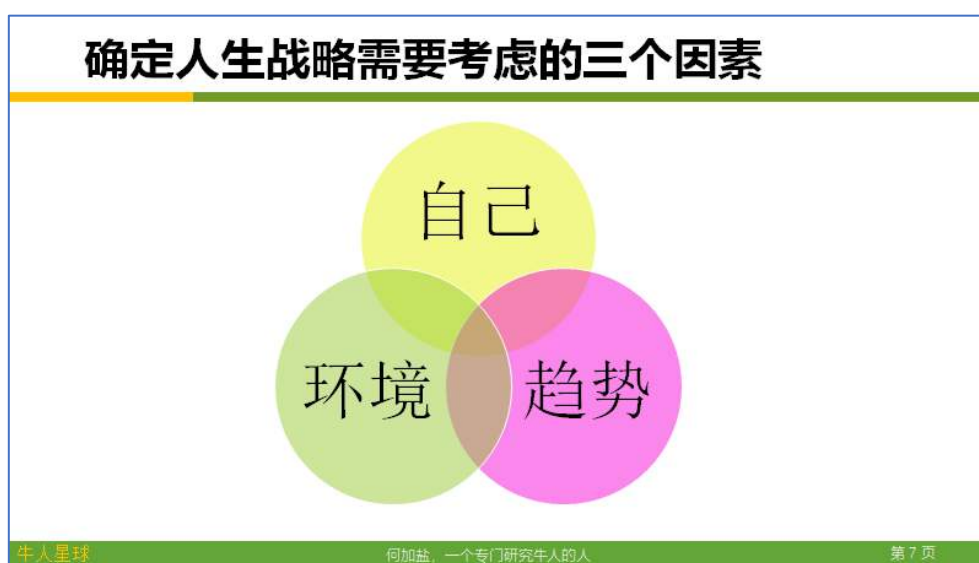 确定人生战略需要考虑的三个因素
自己
环境
趋势
牛人星球
何加盐，一个专门研究牛人的人
第7页